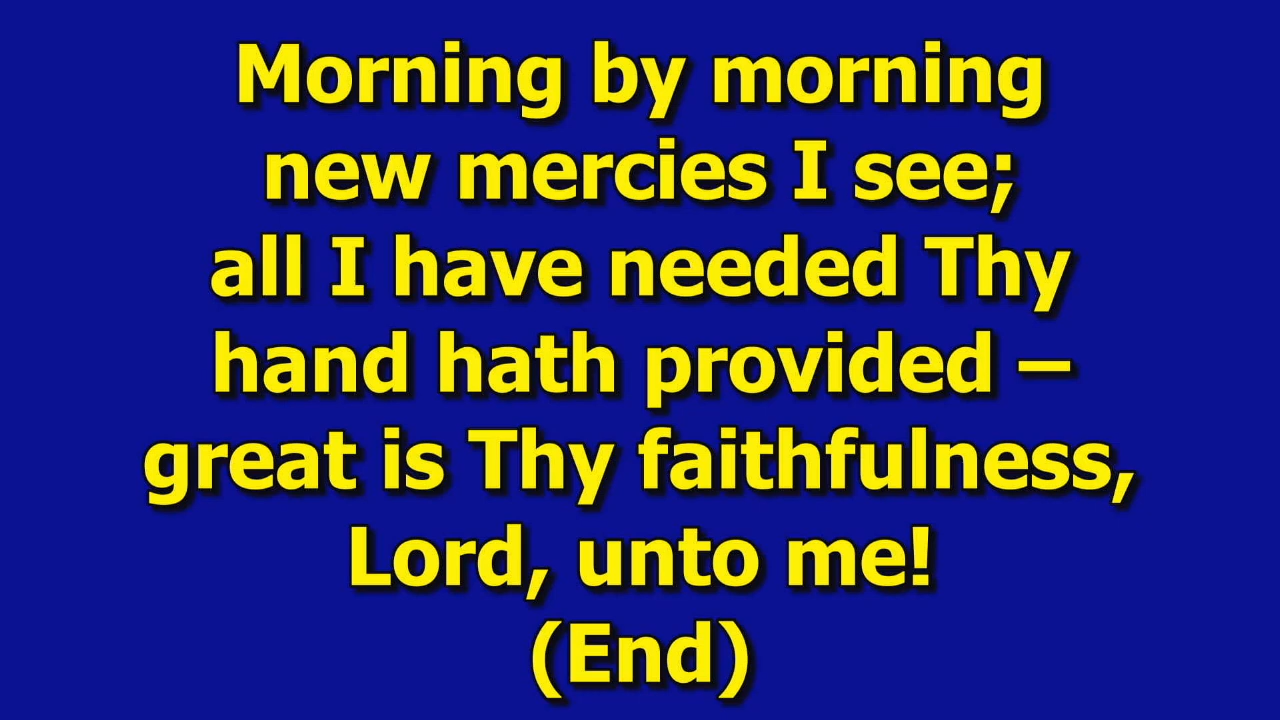 Morning by morning
new mercies I see;
all I have needed Thy
hand hath provided –
great is Thy faithfulness,
Lord, unto me!
(End)